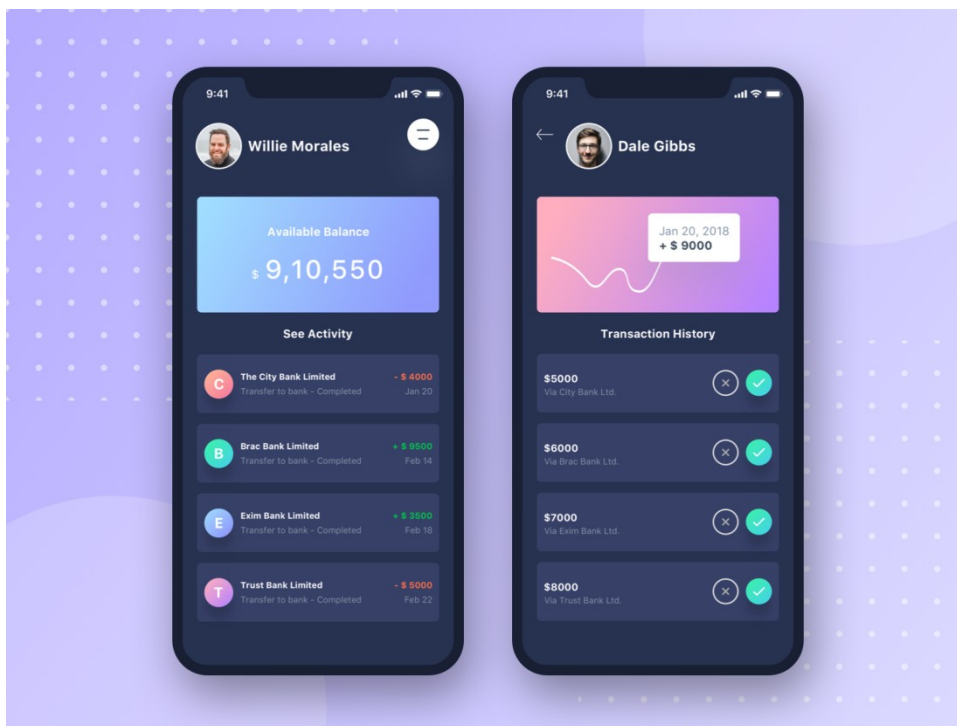 9:41
Willie Morales
Available Balance
$ 9,10,550
See Activity
C
The City Bank Limited
- $ 4000
Transfer to bank - Completed
Jan 20
B
Brac Bank Limited
+ $ 9500
Transfer to bank - Completed
Feb 14
E
Exim Bank Limited
+ $ 3500
Transfer to bank - Completed
Feb 18
T
Trust Bank Limited
- $ 5000
Transfer to bank - Completed
Feb 22
9:41
Dale Gibbs
Jan 20, 2018
+ $ 9000
Transaction History
$5000
Via City Bank Ltd.
$6000
Via Brac Bank Ltd.
$7000
Via Exim Bank Ltd.
$8000
Via Trust Bank Ltd.